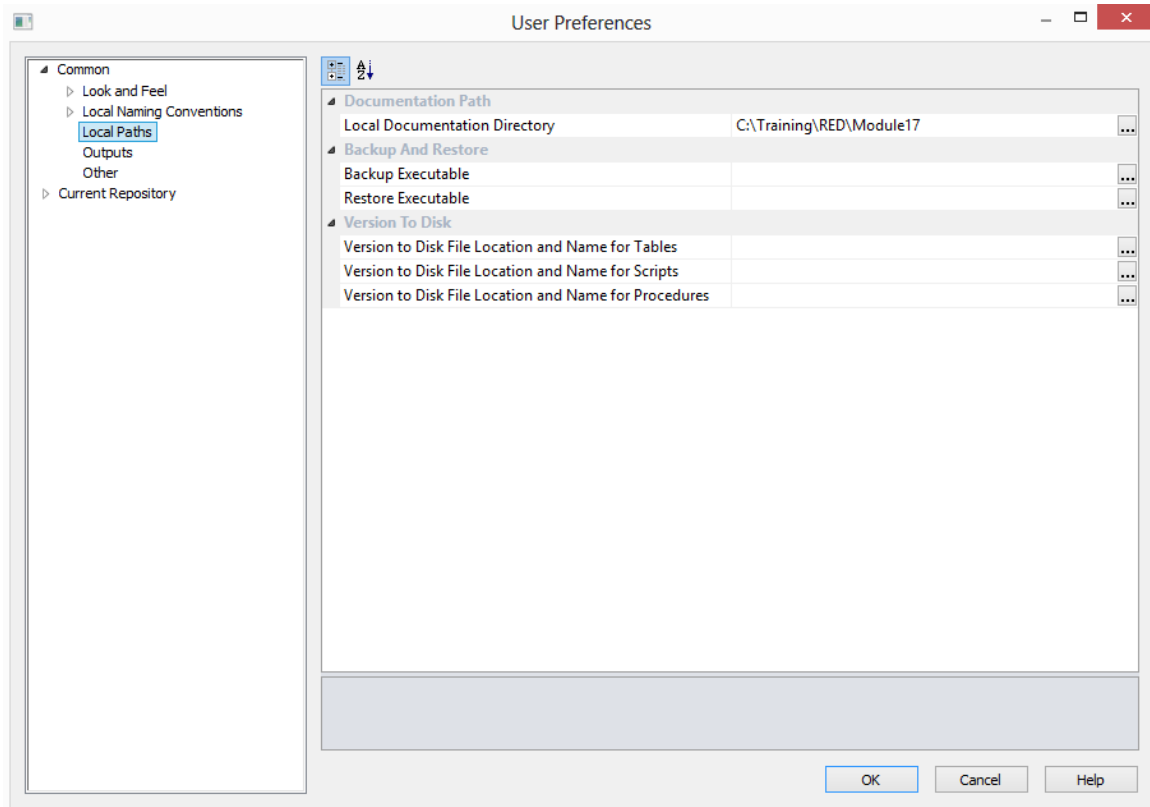 User Preferences
Common
Look and Feel
Local Naming Conventions
Local Paths
Outputs
Other
Current Repository
Documentation Path
Local Documentation Directory C:\Training\RED\Module17 ...
Backup And Restore
Backup Executable ...
Restore Executable ...
Version To Disk
Version to Disk File Location and Name for Tables ...
Version to Disk File Location and Name for Scripts ...
Version to Disk File Location and Name for Procedures ...
OK Cancel Help